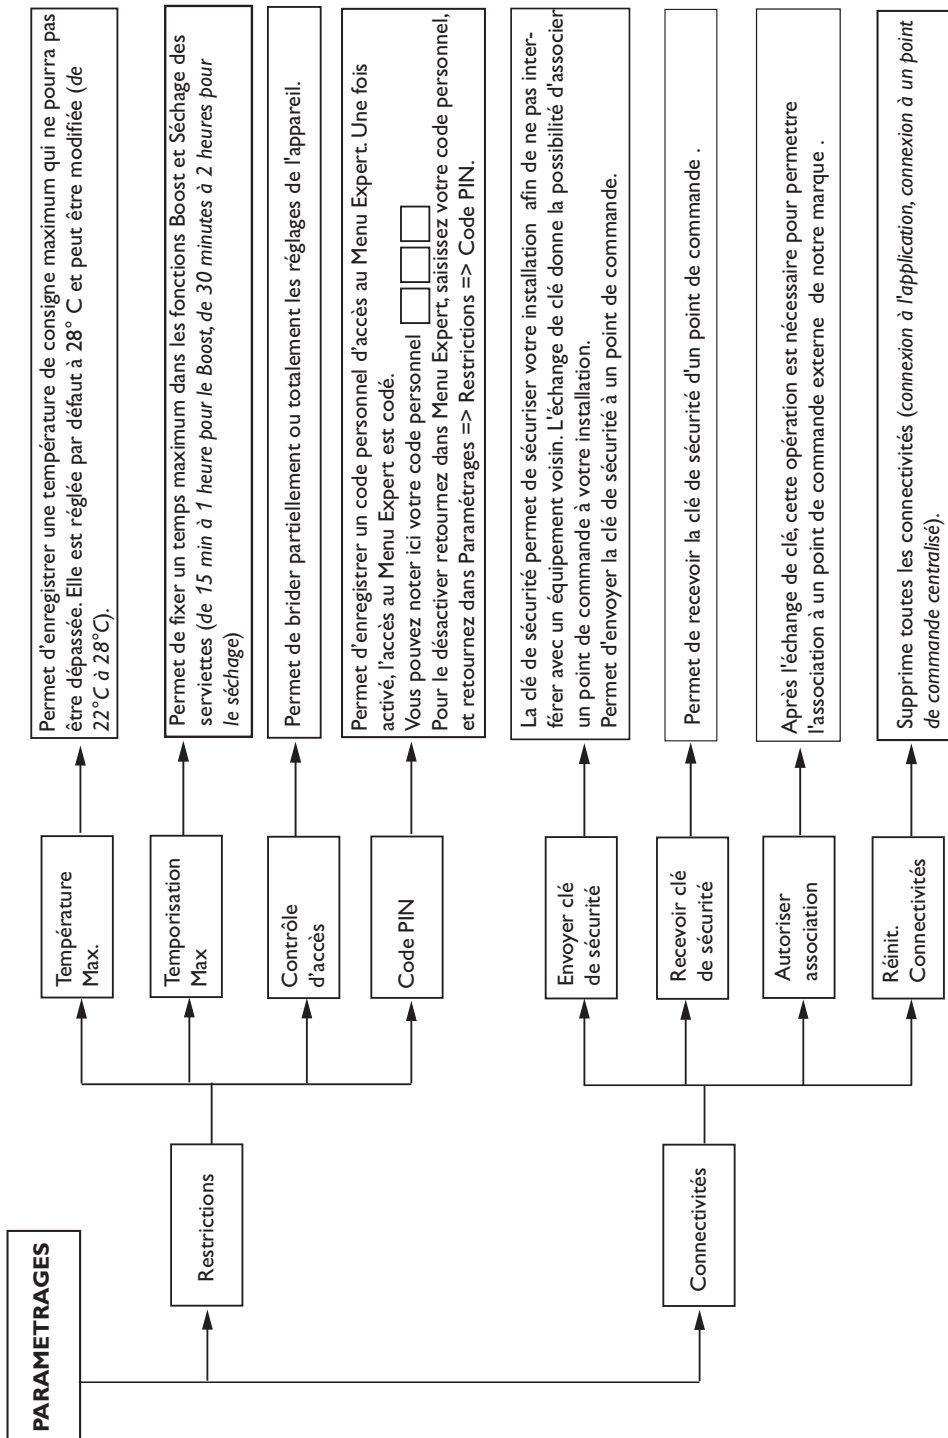 PARAMETRAGES
Restrictions
Température
Max.
Permet d'enregistrer une température de consigne maximum qui ne pourra pas
être dépassée. Elle est réglée par défaut à 28° C et peut être modifiée (de
22°C à 28°C).
Temporisation
Max
Permet de fixer un temps maximum dans les fonctions Boost et Séchage des
serviettes (de 15 min à 1 heure pour le Boost, de 30 minutes à 2 heures pour
le séchage)
Contrôle
d'accès
Permet de brider partiellement ou totalement les réglages de l'appareil.
Code PIN
Permet d'enregistrer un code personnel d'accès au Menu Expert. Une fois
activé, l'accès au Menu Expert est codé.
Vous pouvez noter ici votre code personnel
Pour le désactiver retournez dans Menu Expert, saisissez votre code personnel,
et retournez dans Paramétrages => Restrictions => Code PIN.
Connectivités
Envoyer clé
de sécurité
La clé de sécurité permet de sécuriser votre installation afin de ne pas inter-
férer avec un équipement voisin. L'échange de clé donne la possibilité d'associer
un point de commande à votre installation.
Permet d'envoyer la clé de sécurité à un point de commande.
Recevoir clé
de sécurité
Permet de recevoir la clé de sécurité d'un point de commande .
Autoriser
association
Après l'échange de clé, cette opération est nécessaire pour permettre
l'association à un point de commande externe de notre marque .
Réinit.
Connectivités
Supprime toutes les connectivités (connexion à l'application, connexion à un point
de commande centralisé).